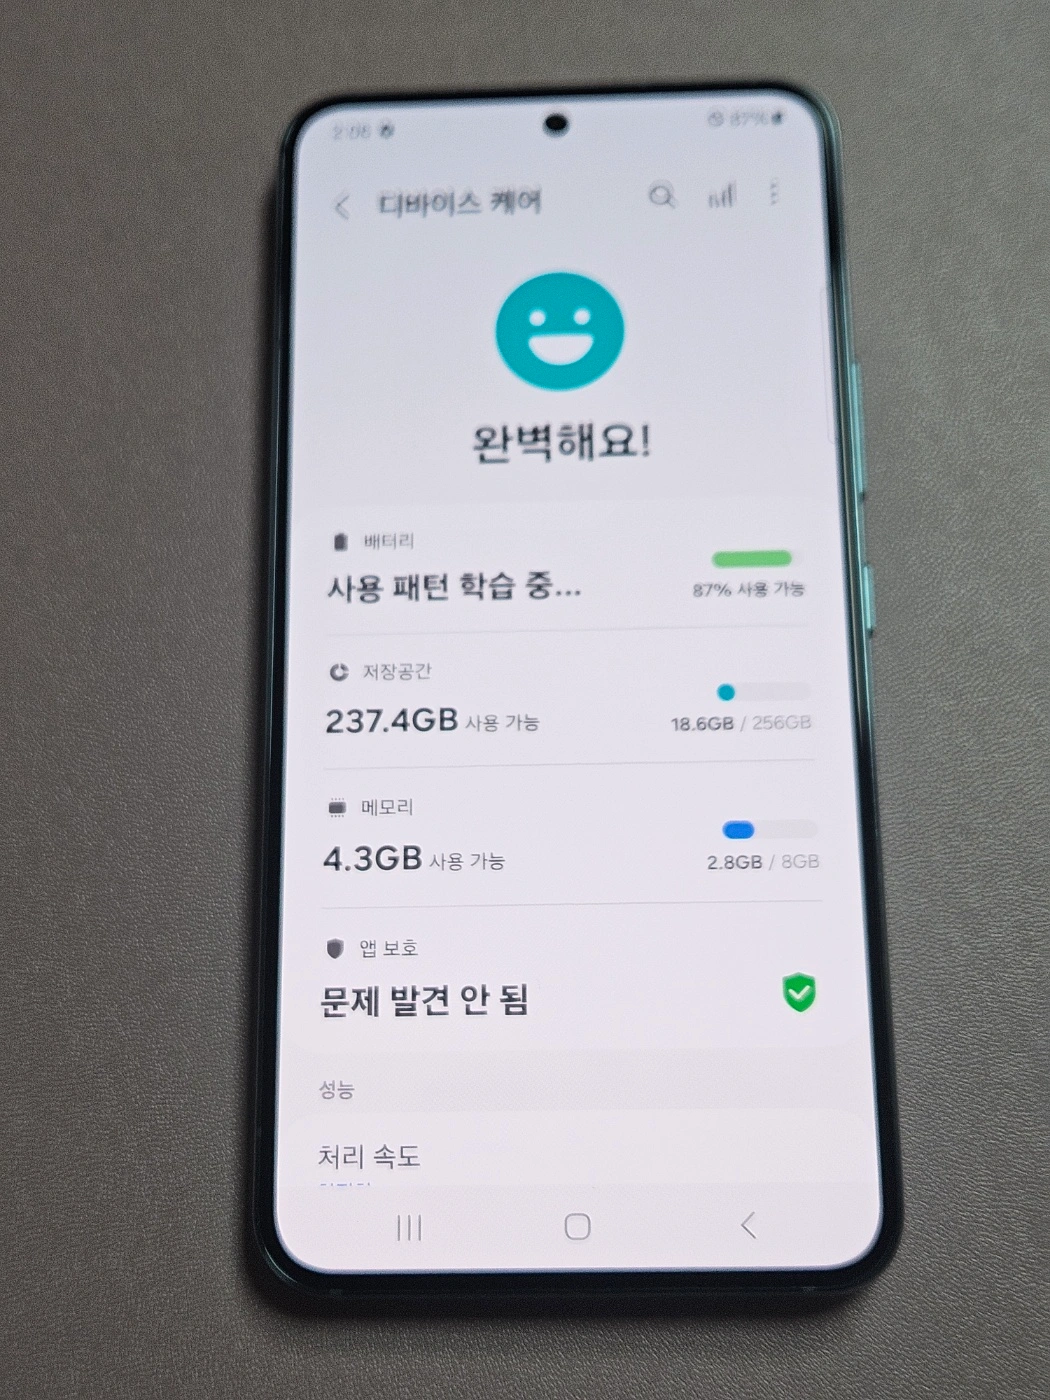 2:06 87%
디바이스 케어
완벽해요!
배터리
사용 패턴 학습 중...
87% 사용 가능
저장공간
237.4GB 사용 가능
18.6GB / 256GB
메모리
4.3GB 사용 가능
2.8GB / 8GB
앱 보호
문제 발견 안 됨
성능
처리 속도